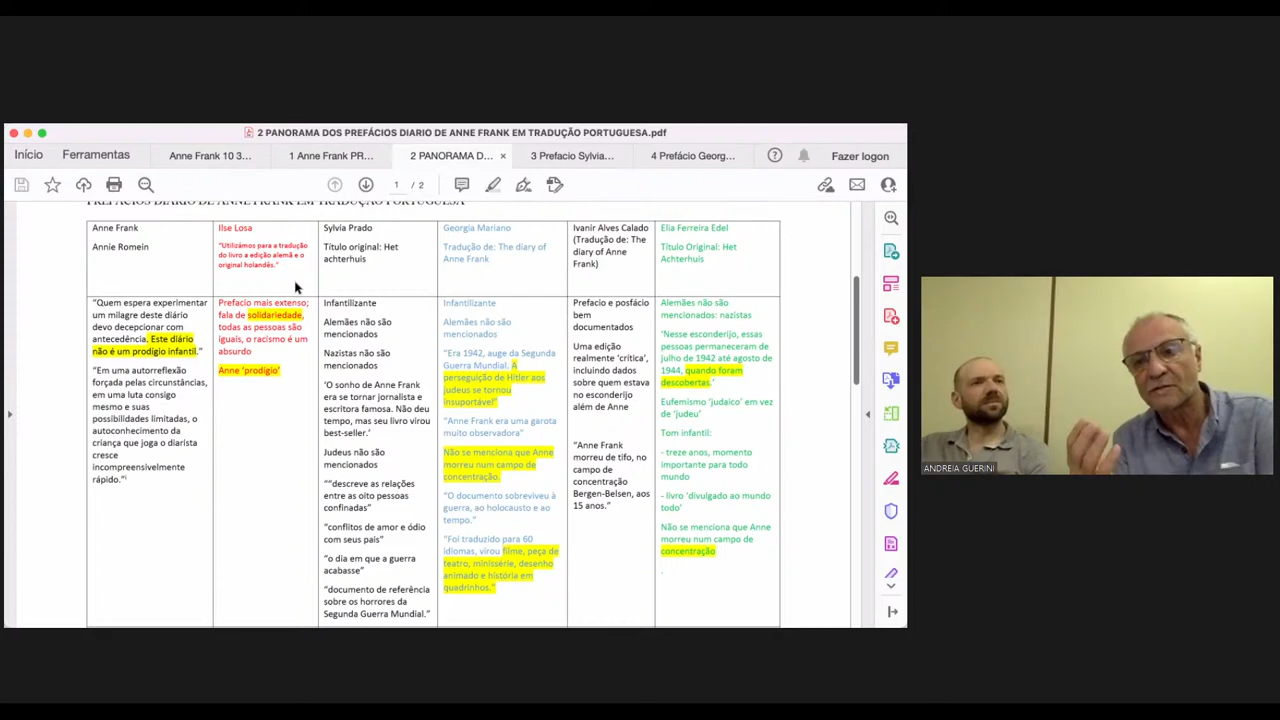 2 PANORAMA DOS PREFÁCIOS DIARIO DE ANNE FRANK EM TRADUÇÃO PORTUGUESA.pdf
Início
Ferramentas
Anne Frank 10 3...
1 Anne Frank PR...
2 PANORAMA D...
×
3 Prefacio Sylvia...
4 Prefácio Georg...
Fazer logon
1 / 2
PREFÁCIOS DIÁRIO DE ANNE FRANK EM TRADUÇÃO PORTUGUESA
Anne Frank
Annie Romein
Ilse Losa
"Utilizámos para a tradução
do livro a edição alemã e o
original holandês."
Sylvia Prado
Título original: Het
achterhuis
Georgia Mariano
Tradução de: The diary of
Anne Frank
Ivanir Alves Calado
(Tradução de: The
diary of Anne
Frank)
Elia Ferreira Edel
Título Original: Het
Achterhuis
"Quem espera experimentar
um milagre deste diário
devo decepcionar com
antecedência. Este diário
não é um prodígio infantil."
"Em uma autorreflexão
forçada pelas circunstâncias,
em uma luta consigo
mesmo e suas
possibilidades limitadas, o
autoconhecimento da
criança que joga o diarista
cresce
incompreensivelmente
rápido."i
Prefacio mais extenso;
fala de solidariedade,
todas as pessoas são
iguais, o racismo é um
absurdo
Anne 'prodígio'
Infantilizante
Alemães não são
mencionados
Nazistas não são
mencionados
'O sonho de Anne Frank
era se tornar jornalista e
escritora famosa. Não deu
tempo, mas seu livro virou
best-seller.'
Judeus não são
mencionados
""descreve as relações
entre as oito pessoas
confinadas"
"conflitos de amor e ódio
com seus pais"
"o dia em que a guerra
acabasse"
"documento de referência
sobre os horrores da
Segunda Guerra Mundial."
Infantilizante
Alemães não são
mencionados
"Era 1942, auge da Segunda
Guerra Mundial. A
perseguição de Hitler aos
judeus se tornou
insuportável"
"Anne Frank era uma garota
muito observadora"
Não se menciona que Anne
morreu num campo de
concentração.
"O documento sobreviveu à
guerra, ao holocausto e ao
tempo."
"Foi traduzido para 60
idiomas, virou filme, peça de
teatro, minissérie, desenho
animado e história em
quadrinhos."
Prefacio e posfácio
bem
documentados
Uma edição
realmente 'crítica',
incluindo dados
sobre quem estava
no esconderijo
além de Anne
"Anne Frank
morreu de tifo, no
campo de
concentração
Bergen-Belsen, aos
15 anos."
Alemães não são
mencionados: nazistas
'Nesse esconderijo, essas
pessoas permaneceram de
julho de 1942 até agosto de
1944, quando foram
descobertas.'
Eufemismo 'judaico' em vez
de 'judeu'
Tom infantil:
- treze anos, momento
importante para todo
mundo
- livro 'divulgado ao mundo
todo'
Não se menciona que Anne
morreu num campo de
concentração
.
ANDREIA GUERINI